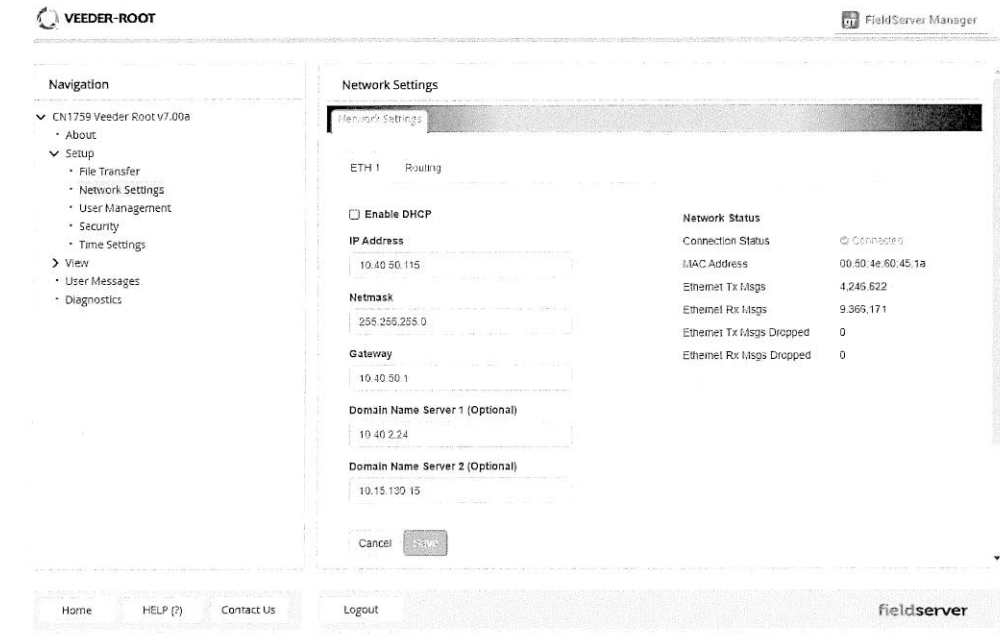 VEEDER-ROOT
FieldServer Manager
Navigation
CN1759 Veeder Root v7.00a
About
Setup
File Transfer
Network Settings
User Management
Security
Time Settings
View
User Messages
Diagnostics
Network Settings
Network Settings
ETH 1 Routing
Enable DHCP
IP Address
10.40.50.115
Netmask
255.255.255.0
Gateway
10.40.50.1
Domain Name Server 1 (Optional)
10.40.2.24
Domain Name Server 2 (Optional)
10.15.130.15
Cancel Save
Network Status
Connection Status Connected
MAC Address 00:50:4e:60:45:1a
Ethernet Tx Msgs 4,246,622
Ethernet Rx Msgs 9,366,171
Ethernet Tx Msgs Dropped 0
Ethernet Rx Msgs Dropped 0
Home HELP (?) Contact Us Logout
fieldserver